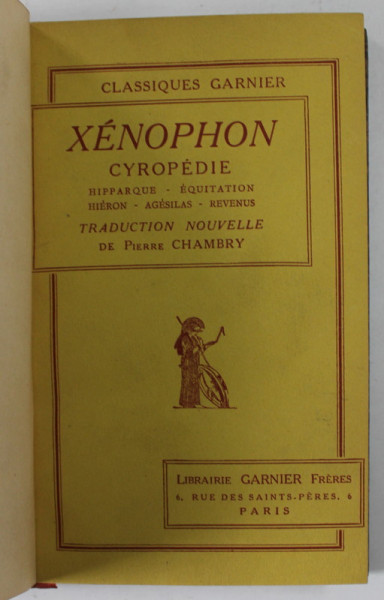 CLASSIQUES GARNIER
XÉNOPHON
CYROPÉDIE
HIPPARQUE - ÉQUITATION
HIÉRON - AGÉSILAS - REVENUS
TRADUCTION NOUVELLE
DE PIERRE CHAMBRY
LIBRAIRIE GARNIER FRÈRES
6, RUE DES SAINTS-PÈRES, 6
PARIS